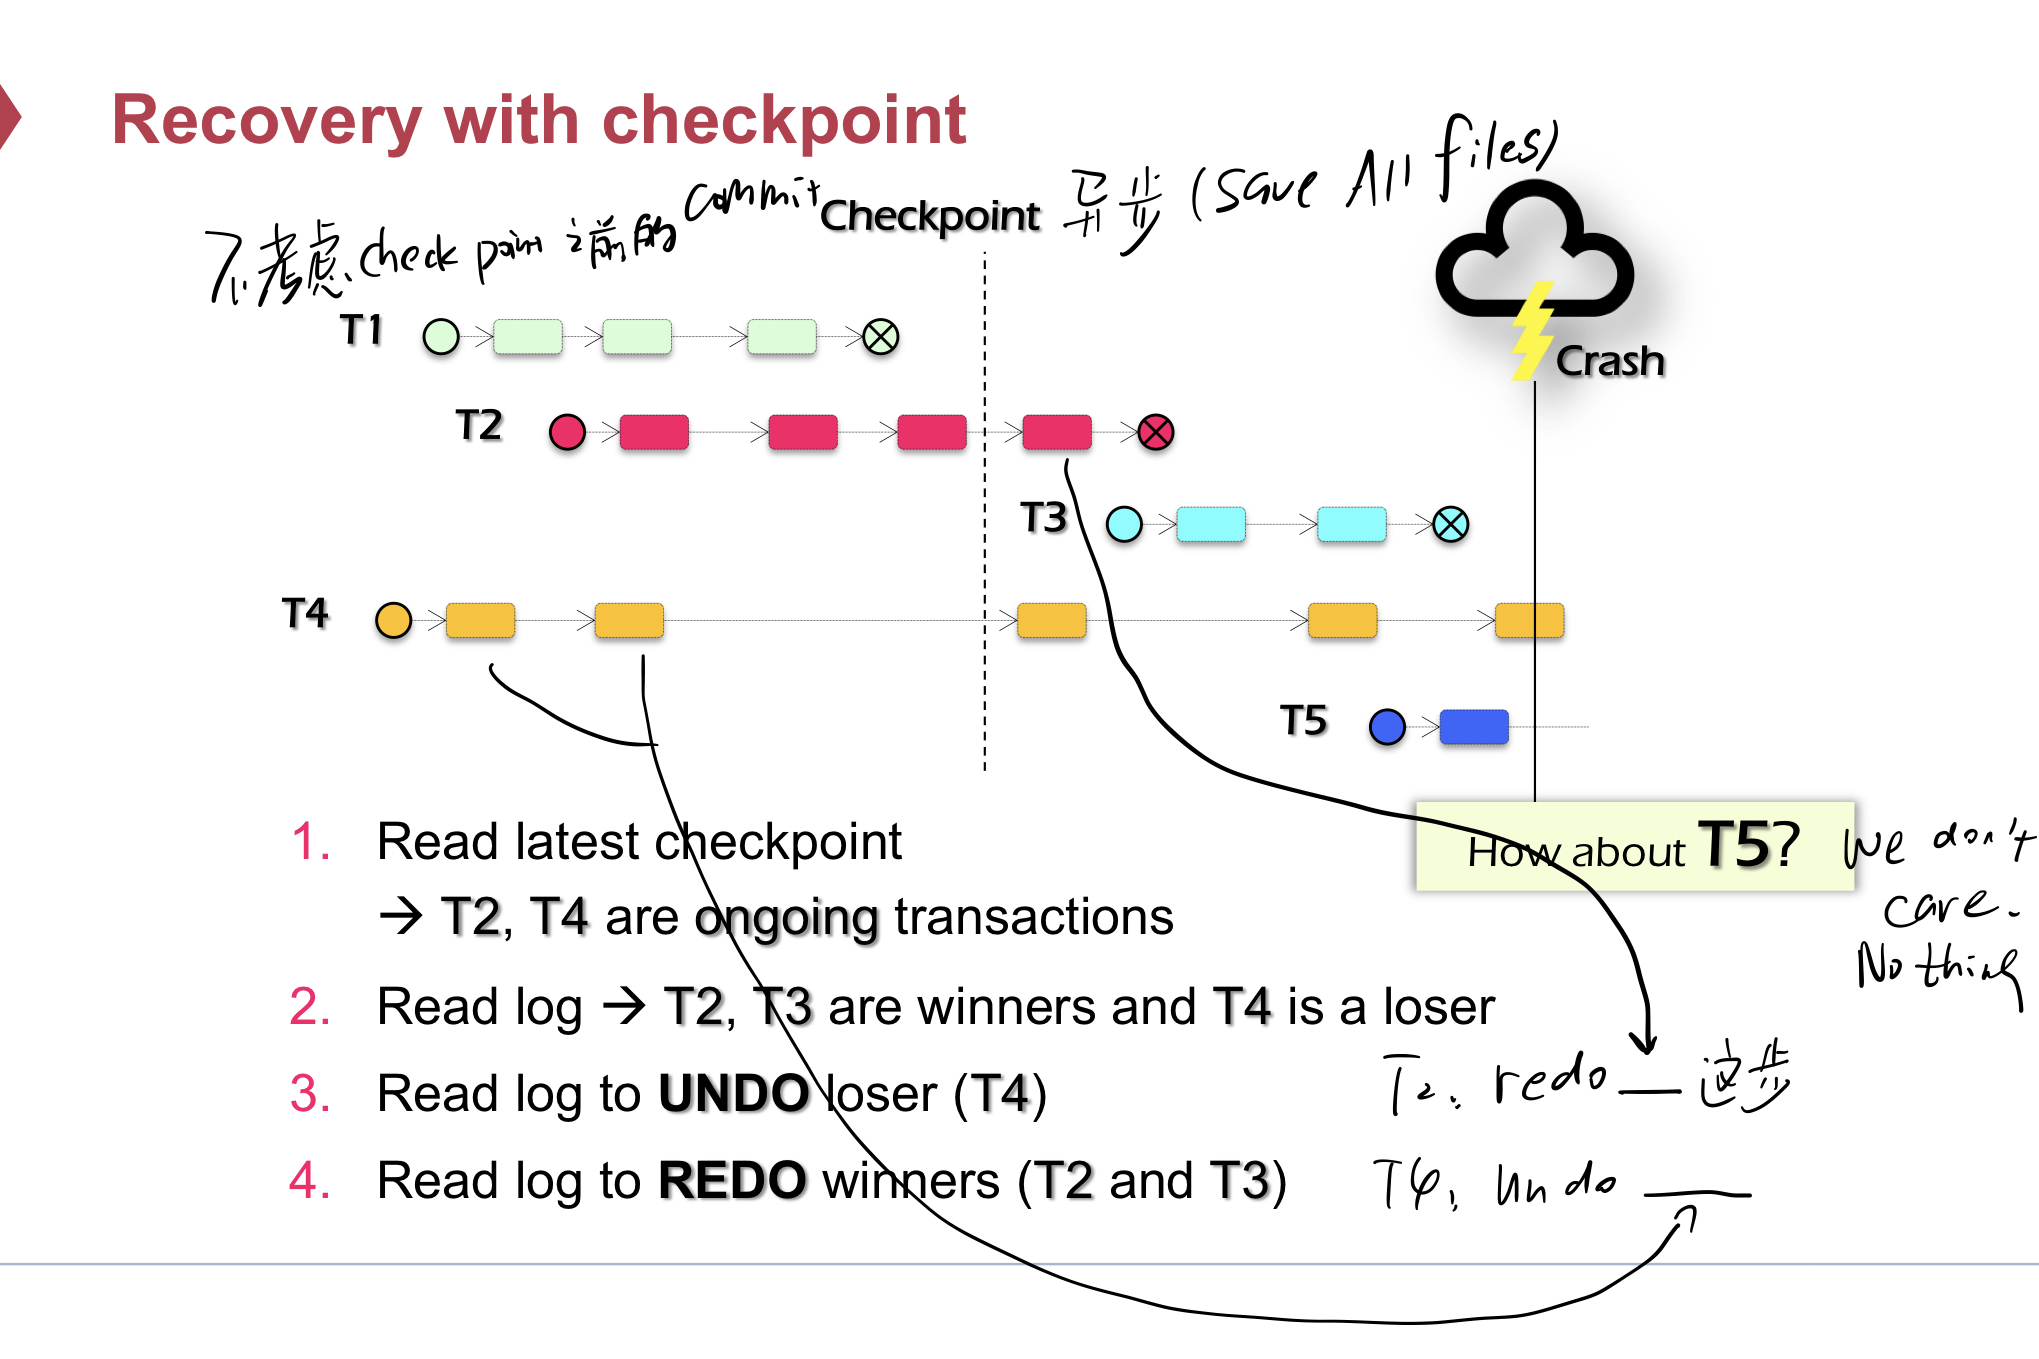 Recovery with checkpoint
不考虑 check point 之前的 commit
Checkpoint 异步 (Save All files)
Crash
T1
T2
T3
T4
T5
How about T5? We don't
care.
Nothing
1. Read latest checkpoint
→ T2, T4 are ongoing transactions
2. Read log → T2, T3 are winners and T4 is a loser
3. Read log to UNDO loser (T4)
T2. redo — 这步
4. Read log to REDO winners (T2 and T3)
T4. undo —